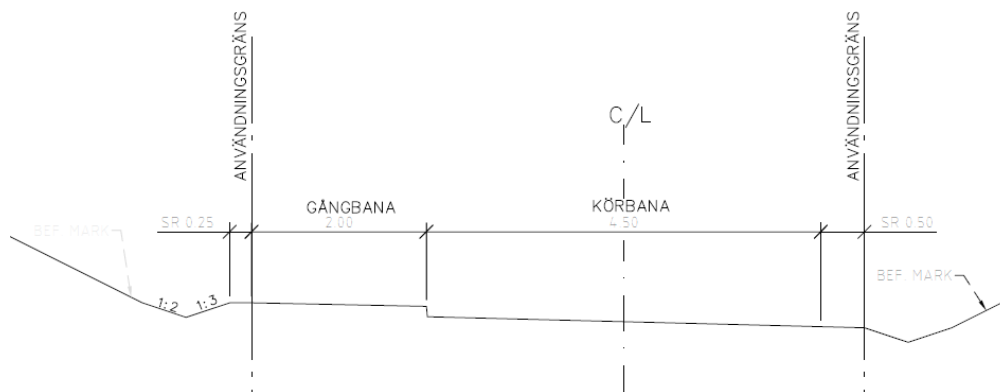 ANVÄNDNINGSGRÄNS
ANVÄNDNINGSGRÄNS
C/L
GÅNGBANA
KÖRBANA
SR 0.25
2.00
4.50
SR 0.50
BEF MARK
BEF MARK
1:2
1:3